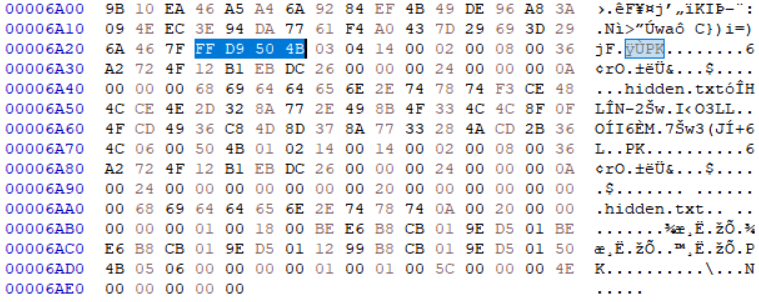 00006A00 9B 10 EA 46 A5 A4 6A 92 84 EF 4B 49 DE 96 A8 3A ›.êF¥¤j'„ïKIÞ–¨:
00006A10 09 4E EC 3E 94 DA 77 61 F4 A0 43 7D 29 69 3D 29 .Nì>"Úwaô C})i=)
00006A20 6A 46 7F FF D9 50 4B 03 04 14 00 02 00 08 00 36 jF.ÿÙPK........6
00006A30 A2 72 4F 12 B1 EB DC 26 00 00 00 24 00 00 00 0A ¢rO.±ëÜ&...$....
00006A40 00 00 00 68 69 64 64 65 6E 2E 74 78 74 F3 CE 48 ...hidden.txtóÎH
00006A50 4C CE 4E 2D 32 8A 77 2E 49 8B 4F 33 4C 4C 8F 0F LÎN-2Šw.I‹O3LL..
00006A60 4F CD 49 36 C8 4D 8D 37 8A 77 33 28 4A CD 2B 36 OÍI6ÈM.7Šw3(JÍ+6
00006A70 4C 06 00 50 4B 01 02 14 00 14 00 02 00 08 00 36 L..PK..........6
00006A80 A2 72 4F 12 B1 EB DC 26 00 00 00 24 00 00 00 0A ¢rO.±ëÜ&...$....
00006A90 00 24 00 00 00 00 00 00 00 20 00 00 00 00 00 00 .$....... ......
00006AA0 00 68 69 64 64 65 6E 2E 74 78 74 0A 00 20 00 00 .hidden.txt.. ..
00006AB0 00 00 00 01 00 18 00 BE E6 B8 CB 01 9E D5 01 BE .......¾æ¸Ë.žÕ.¾
00006AC0 E6 B8 CB 01 9E D5 01 12 99 B8 CB 01 9E D5 01 50 æ¸Ë.žÕ..™¸Ë.žÕ.P
00006AD0 4B 05 06 00 00 00 00 01 00 01 00 5C 00 00 00 4E K..........\...N
00006AE0 00 00 00 00 00 .....